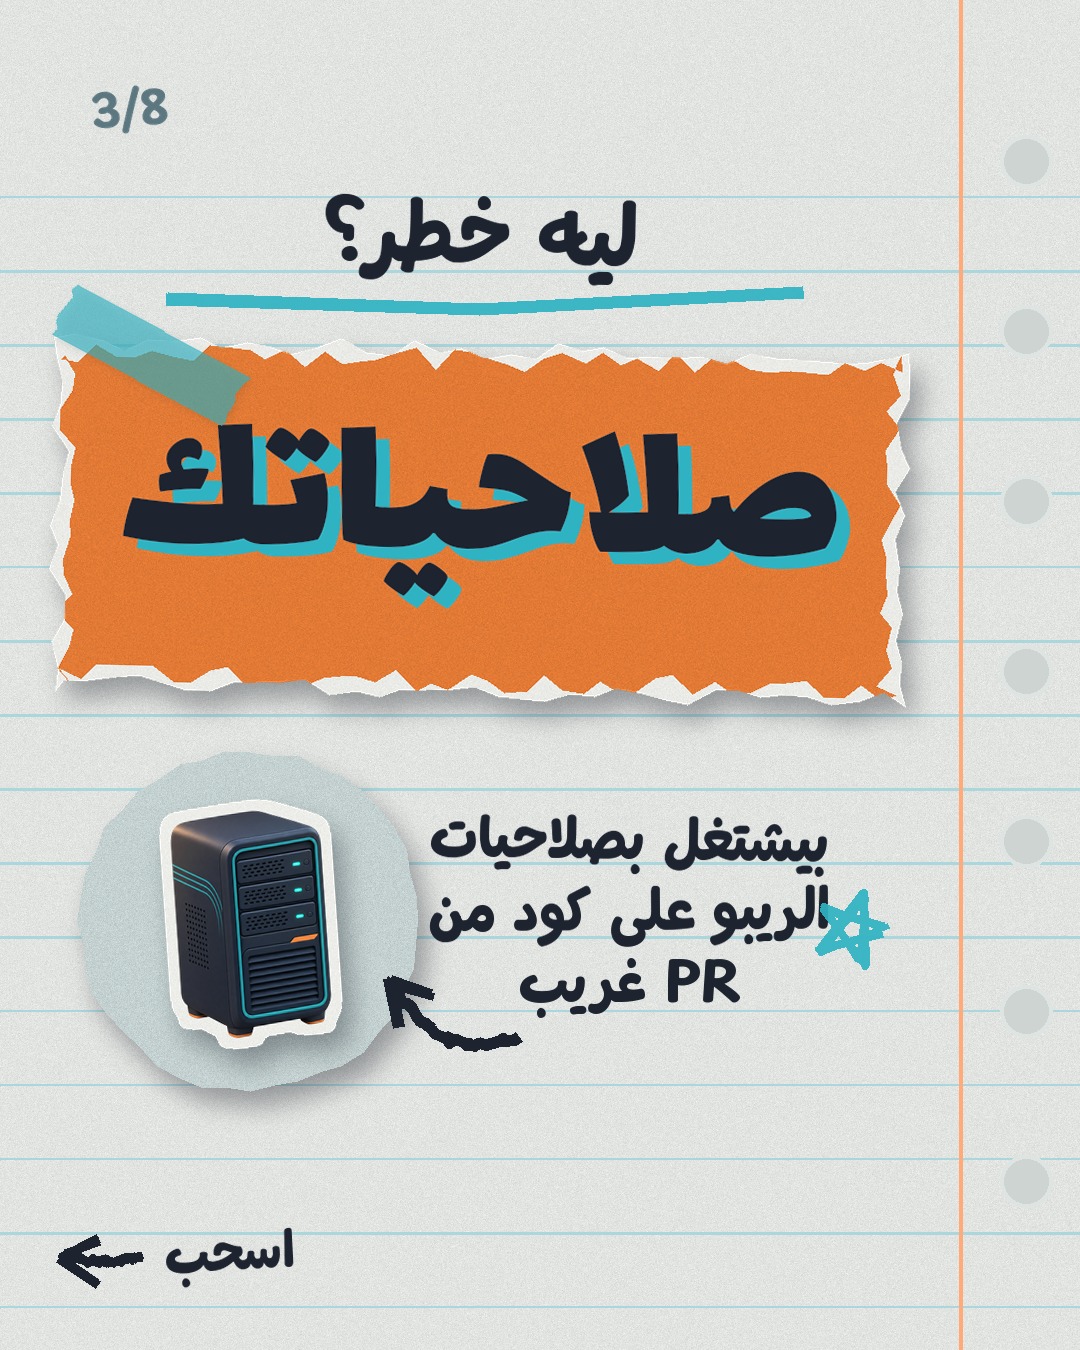 3/8
ليه خطر؟
صلاحياتك
بيشتغل بصلاحيات
الريبو على كود من
PR غريب
اسحب